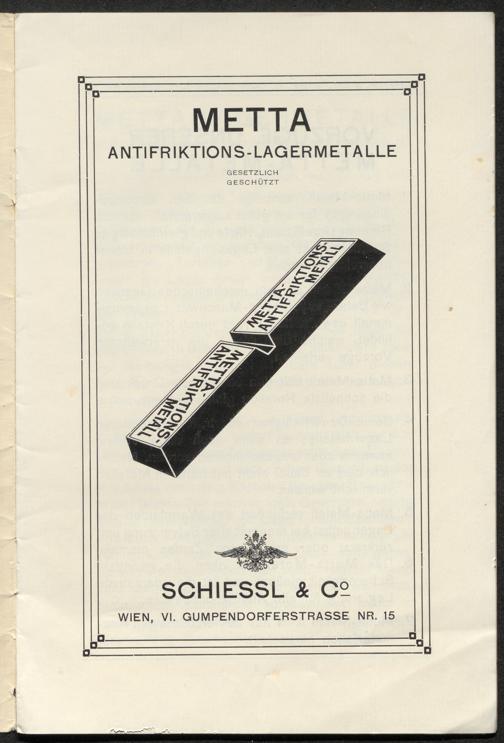 METTA
ANTIFRIKTIONS-LAGERMETALLE
GESETZLICH
GESCHÜTZT
METTA-
ANTIFRIKTIONS-
METALL
METTA-
ANTIFRIKTIONS-
METALL
SCHIESSL & Cº
WIEN, VI. GUMPENDORFERSTRASSE NR. 15